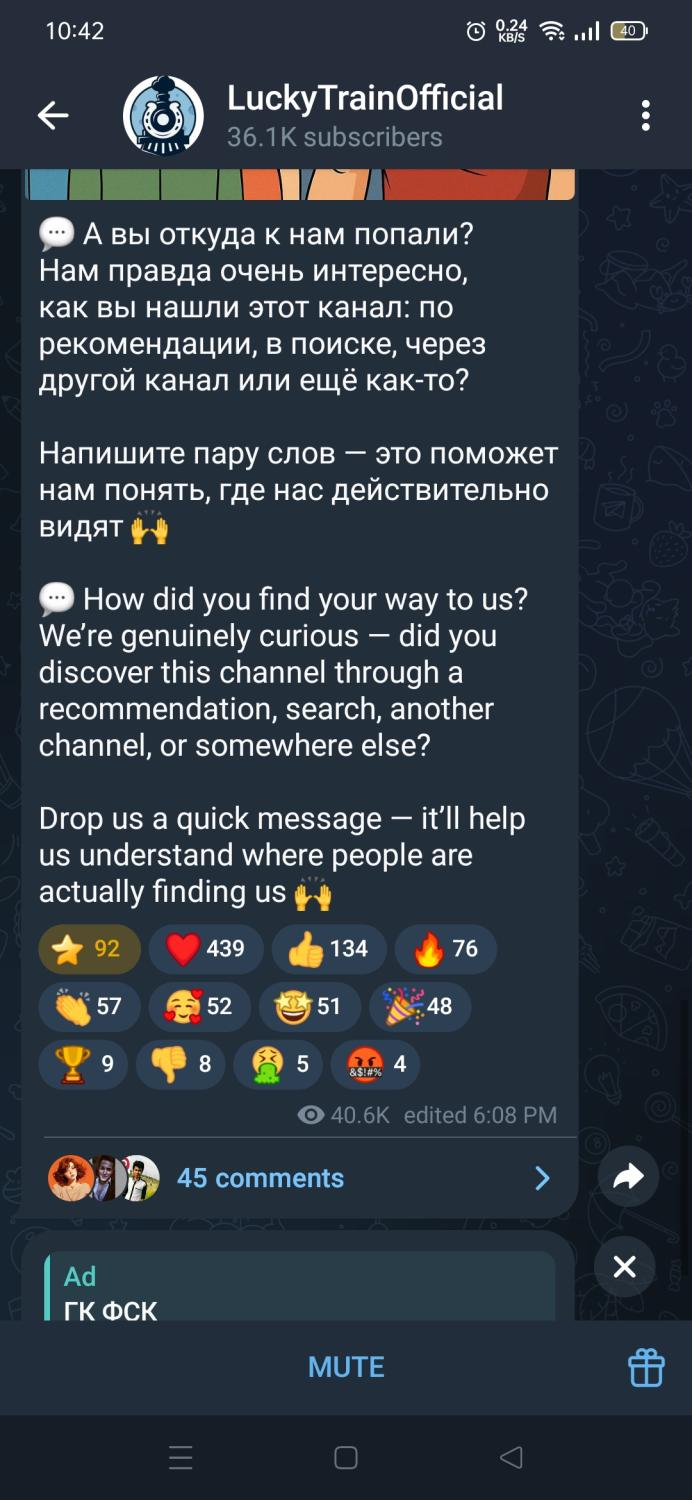 10:42
0.24
KB/S
40
LuckyTrainOfficial
36.1K subscribers
💬 А вы откуда к нам попали?
Нам правда очень интересно,
как вы нашли этот канал: по
рекомендации, в поиске, через
другой канал или ещё как-то?
Напишите пару слов — это поможет
нам понять, где нас действительно
видят 🙌
💬 How did you find your way to us?
We’re genuinely curious — did you
discover this channel through a
recommendation, search, another
channel, or somewhere else?
Drop us a quick message — it’ll help
us understand where people are
actually finding us 🙌
⭐ 92 ❤️ 439 👍 134 🔥 76
👏 57 🥰 52 🤩 51 🎉 48
🏆 9 👎 8 🤮 5 🤬 4
40.6K edited 6:08 PM
45 comments
Ad
ГК ФСК
MUTE